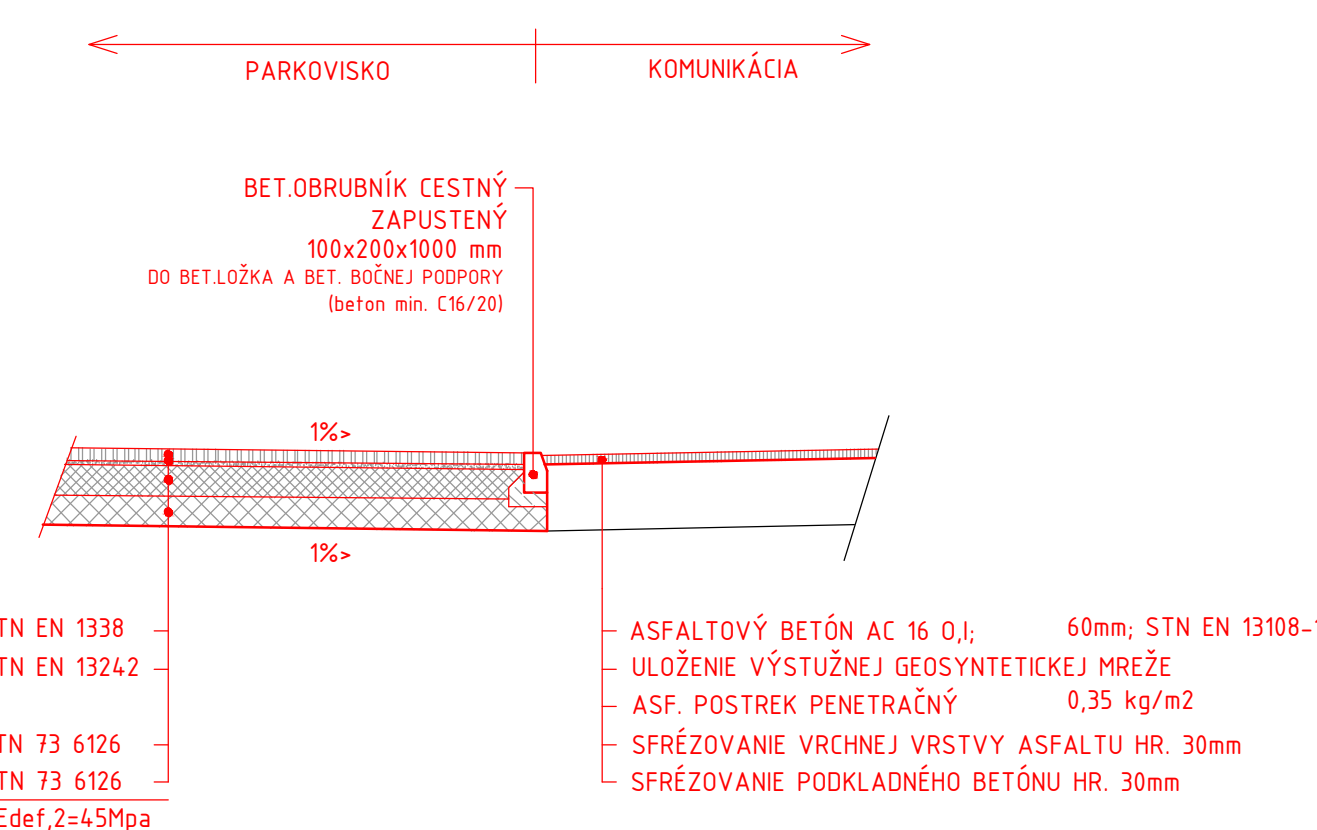 PARKOVISKO
KOMUNIKÁCIA
BET.OBRUBNÍK CESTNÝ
ZAPUSTENÝ
100x200x1000 mm
DO BET.LOŽKA A BET. BOČNEJ PODPORY
(beton min. C16/20)
1%>
1%>
TN EN 1338
TN EN 13242
TN 73 6126
TN 73 6126
Edef,2=45Mpa
ASFALTOVÝ BETÓN AC 16 O,I; 60mm; STN EN 13108-1
ULOŽENIE VÝSTUŽNEJ GEOSYNTETICKEJ MREŽE
ASF. POSTREK PENETRAČNÝ 0,35 kg/m2
SFRÉZOVANIE VRCHNEJ VRSTVY ASFALTU HR. 30mm
SFRÉZOVANIE PODKLADNÉHO BETÓNU HR. 30mm